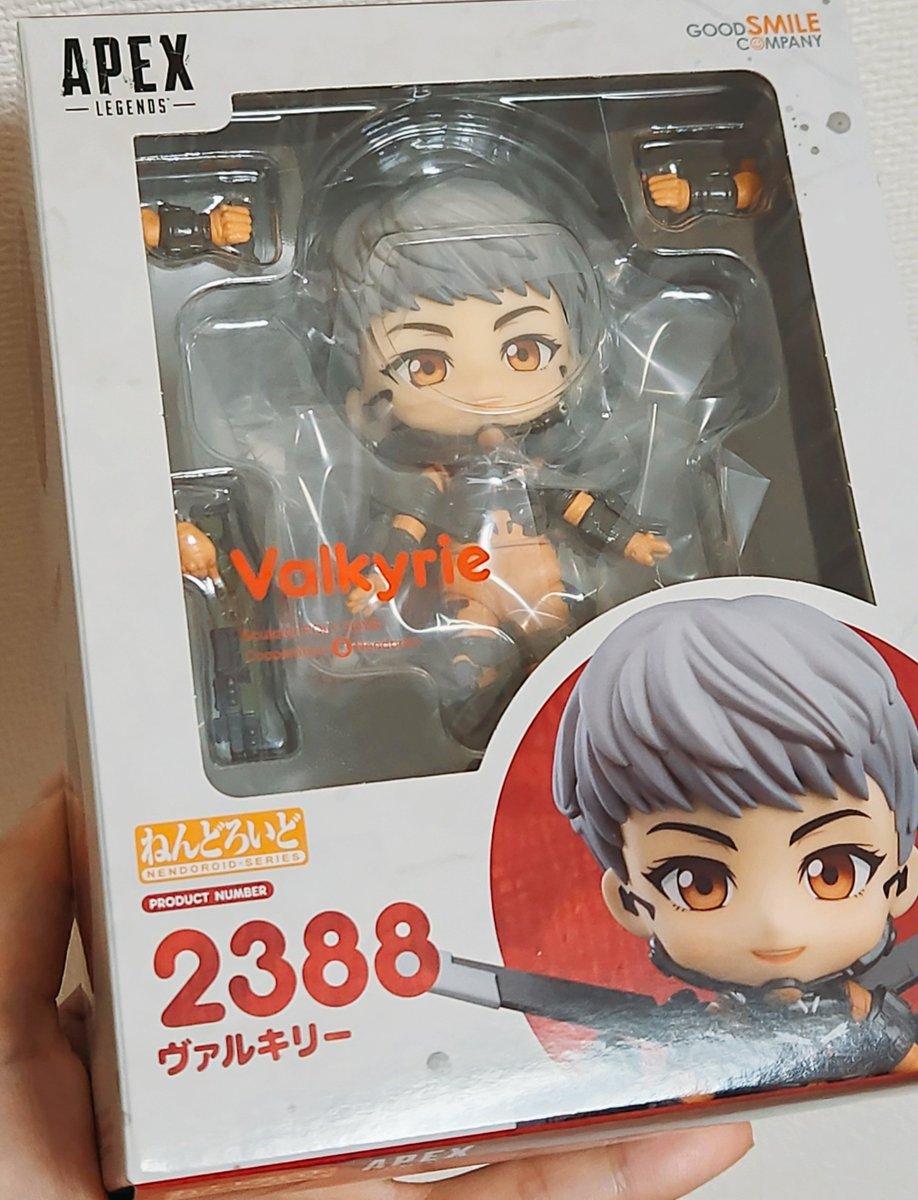 APEX
LEGENDS
GOODSMILE
COMPANY
Valkyrie
ねんどろいど
NENDOROID SERIES
PRODUCT NUMBER
2388
ヴァルキリー
APEX